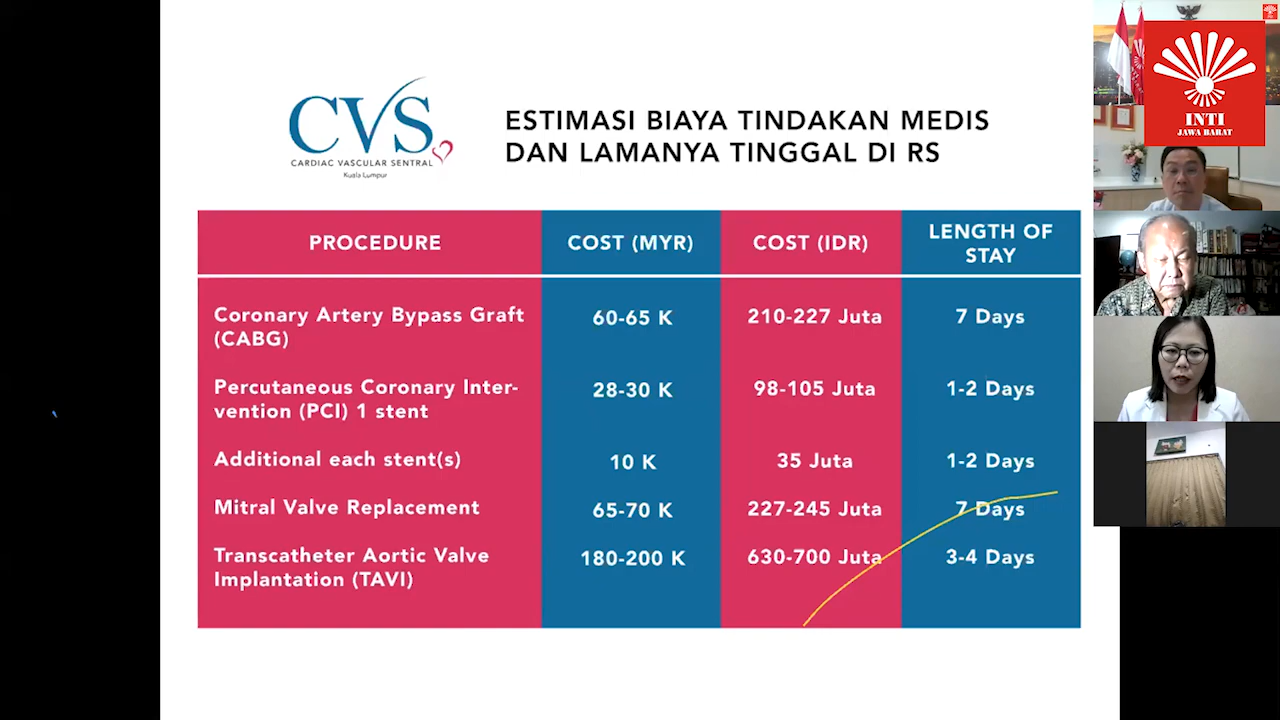 CVS
CARDIAC VASCULAR SENTRAL
Kuala Lumpur
ESTIMASI BIAYA TINDAKAN MEDIS
DAN LAMANYA TINGGAL DI RS
PROCEDURE
COST (MYR)
COST (IDR)
LENGTH OF
STAY
Coronary Artery Bypass Graft
(CABG)
60-65 K
210-227 Juta
7 Days
Percutaneous Coronary Inter-
vention (PCI) 1 stent
28-30 K
98-105 Juta
1-2 Days
Additional each stent(s)
10 K
35 Juta
1-2 Days
Mitral Valve Replacement
65-70 K
227-245 Juta
7 Days
Transcatheter Aortic Valve
Implantation (TAVI)
180-200 K
630-700 Juta
3-4 Days
INTI
JAWA BARAT